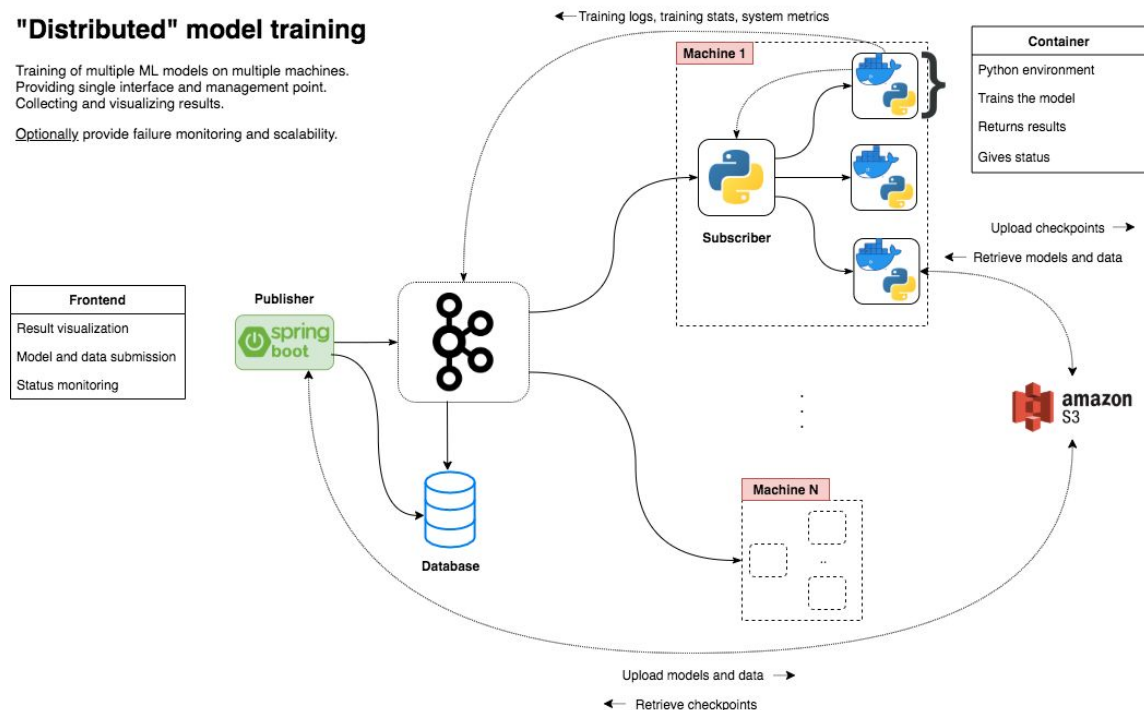 "Distributed" model training
Training of multiple ML models on multiple machines.
Providing single interface and management point.
Collecting and visualizing results.
Optionally provide failure monitoring and scalability.
Training logs, training stats, system metrics
Machine 1
Container
Python environment
Trains the model
Returns results
Gives status
Subscriber
Upload checkpoints
Retrieve models and data
Frontend
Result visualization
Model and data submission
Status monitoring
Publisher
spring
boot
amazon
S3
Machine N
..
Database
Upload models and data
Retrieve checkpoints